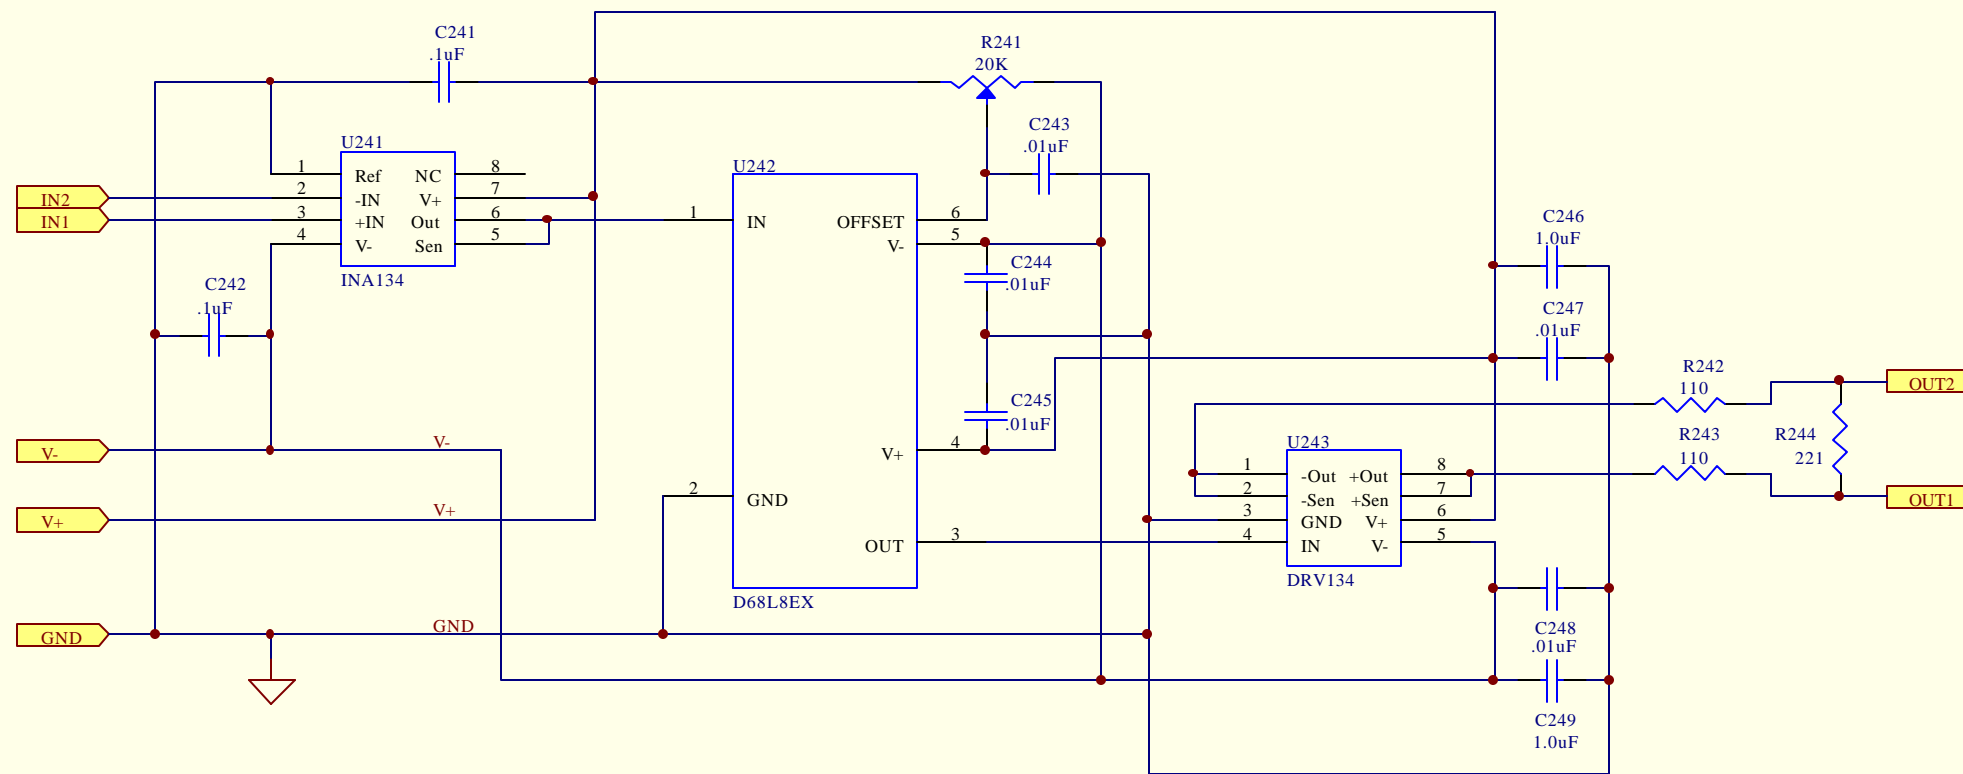 C241
.1uF
R241
20K
C243
.01uF
U241
1 Ref NC 8
2 -IN V+ 7
3 +IN Out 6
4 V- Sen 5
INA134
IN2
IN1
C242
.1uF
U242
1 IN OFFSET 6
V- 5
C244
.01uF
C245
.01uF
V+ 4
2 GND
OUT 3
D68L8EX
C246
1.0uF
C247
.01uF
R242
110
R243
110
R244
221
OUT2
OUT1
U243
1 -Out +Out 8
2 -Sen +Sen 7
3 GND V+ 6
4 IN V- 5
DRV134
V- V-
V+ V+
GND GND
C248
.01uF
C249
1.0uF